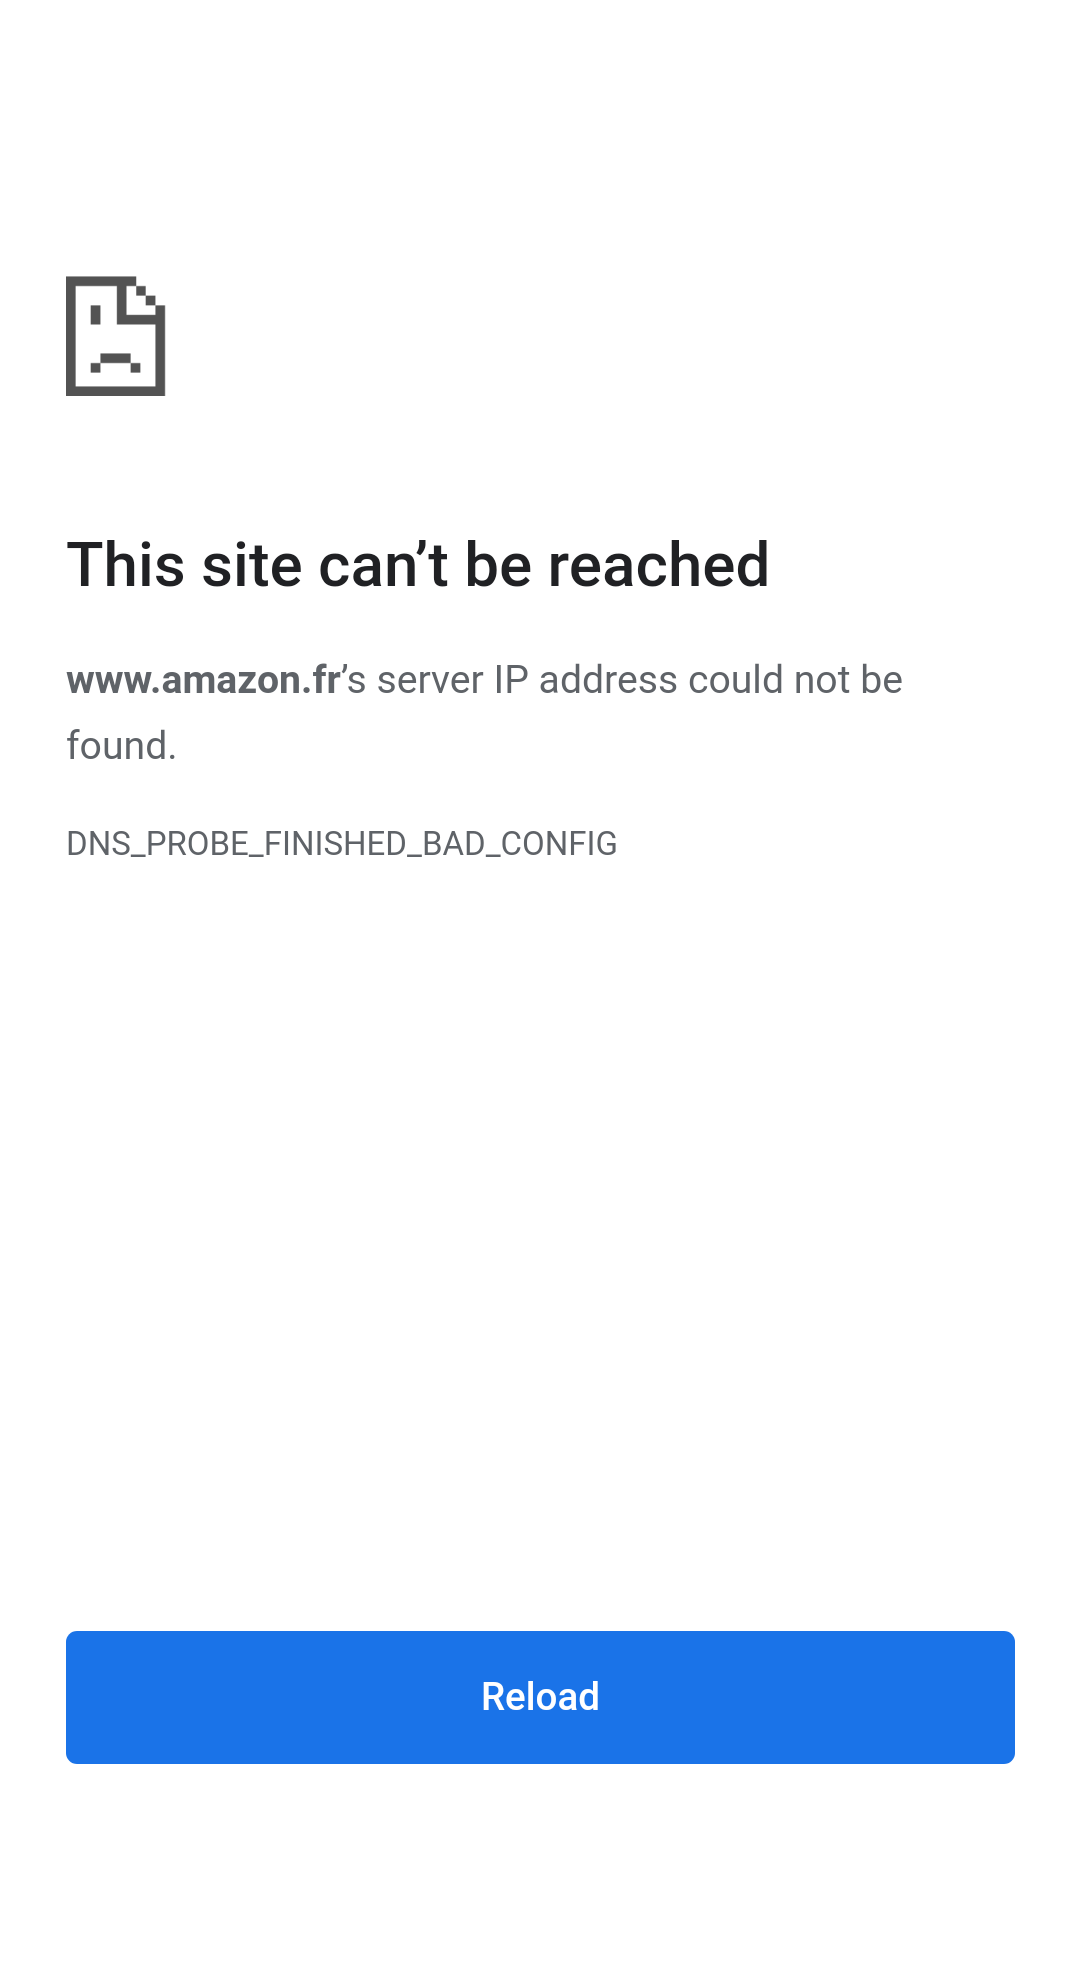 This site can’t be reached
www.amazon.fr’s server IP address could not be
found.
DNS_PROBE_FINISHED_BAD_CONFIG
Reload